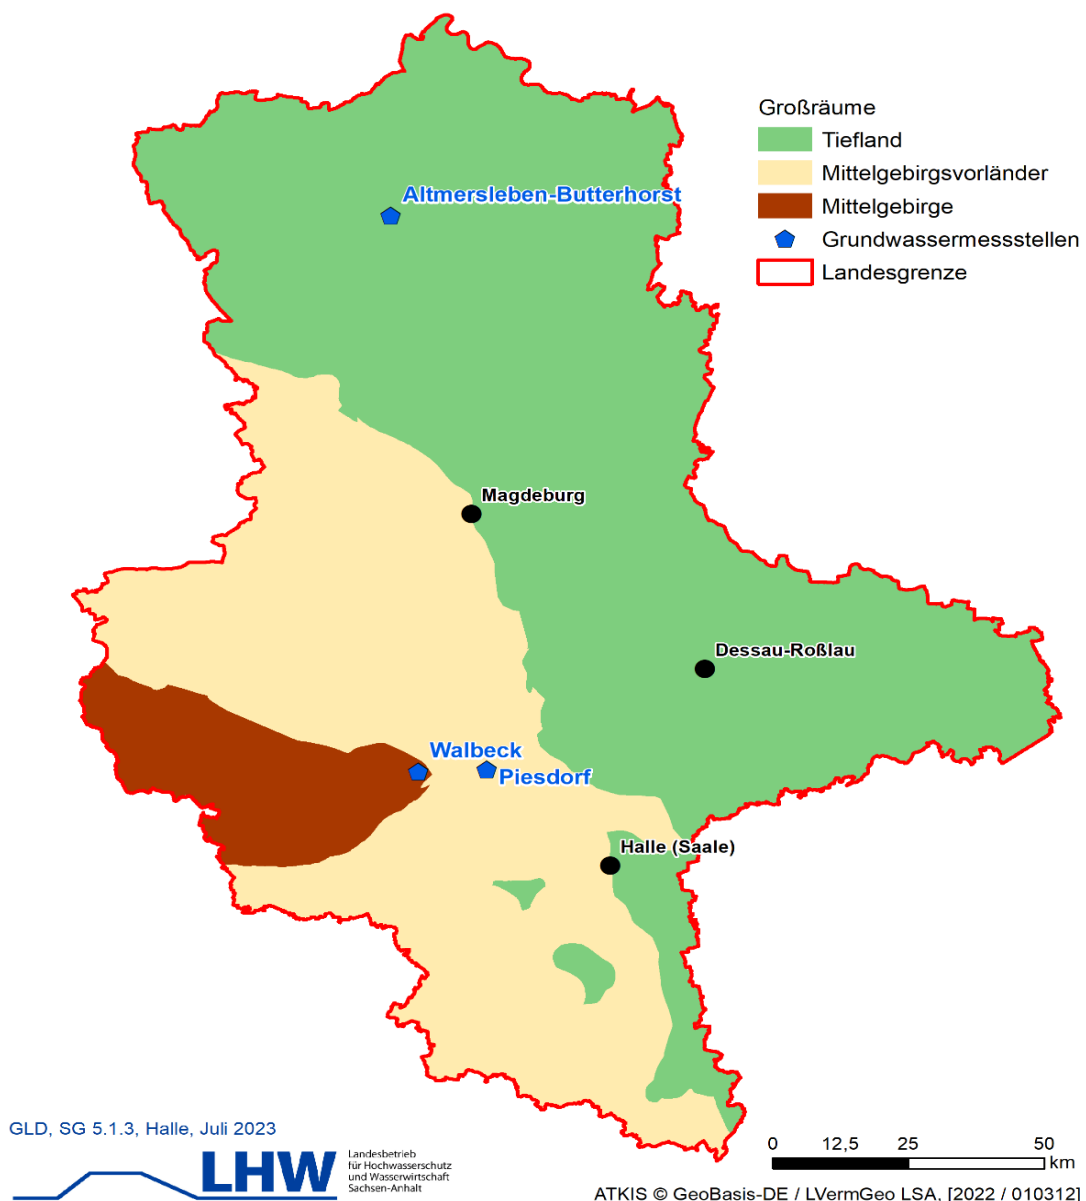 Großräume
Tiefland
Mittelgebirgsvorländer
Mittelgebirge
Grundwassermessstellen
Landesgrenze
Altmersleben-Butterhorst
Magdeburg
Dessau-Roßlau
Walbeck
Piesdorf
Halle (Saale)
GLD, SG 5.1.3, Halle, Juli 2023
LHW
Landesbetrieb
für Hochwasserschutz
und Wasserwirtschaft
Sachsen-Anhalt
0 12,5 25 50
km
ATKIS © GeoBasis-DE / LVermGeo LSA, [2022 / 010312]